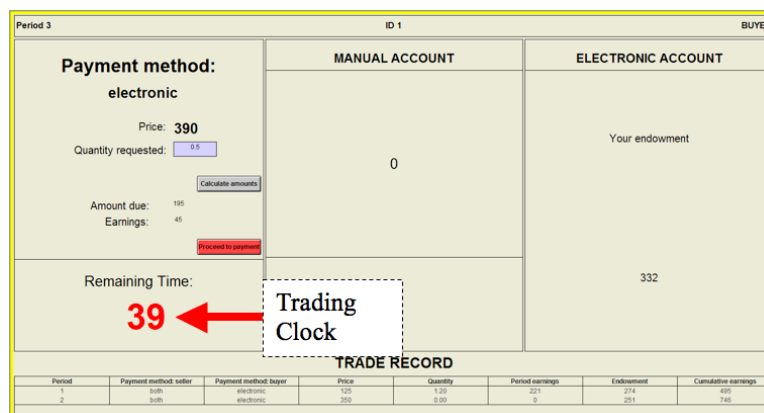 Period 3 ID 1 BUYE
Payment method:
electronic
Price: 390
Quantity requested: 0.5
Calculate amounts
Amount due: 195
Earnings: 45
Proceed to payment
Remaining Time:
39
MANUAL ACCOUNT
0
ELECTRONIC ACCOUNT
Your endowment
332
Trading
Clock
TRADE RECORD
Period Payment method: seller Payment method: buyer Price Quantity Period earnings Endowment Cumulative earnings
1 both electronic 125 1.20 221 274 495
2 both electronic 350 0.00 0 251 746